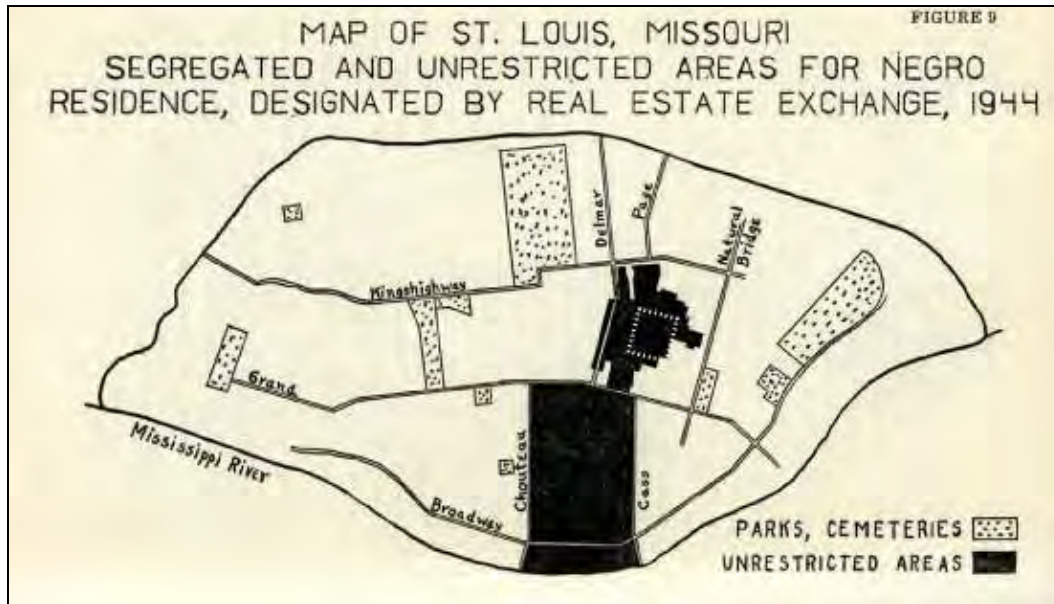 FIGURE 9
MAP OF ST. LOUIS, MISSOURI
SEGREGATED AND UNRESTRICTED AREAS FOR NEGRO
RESIDENCE, DESIGNATED BY REAL ESTATE EXCHANGE, 1944
Delmar
Page
Natural
Bridge
Kingshighway
Grand
Mississippi River
Chouteau
Cass
Broadway
PARKS, CEMETERIES
UNRESTRICTED AREAS